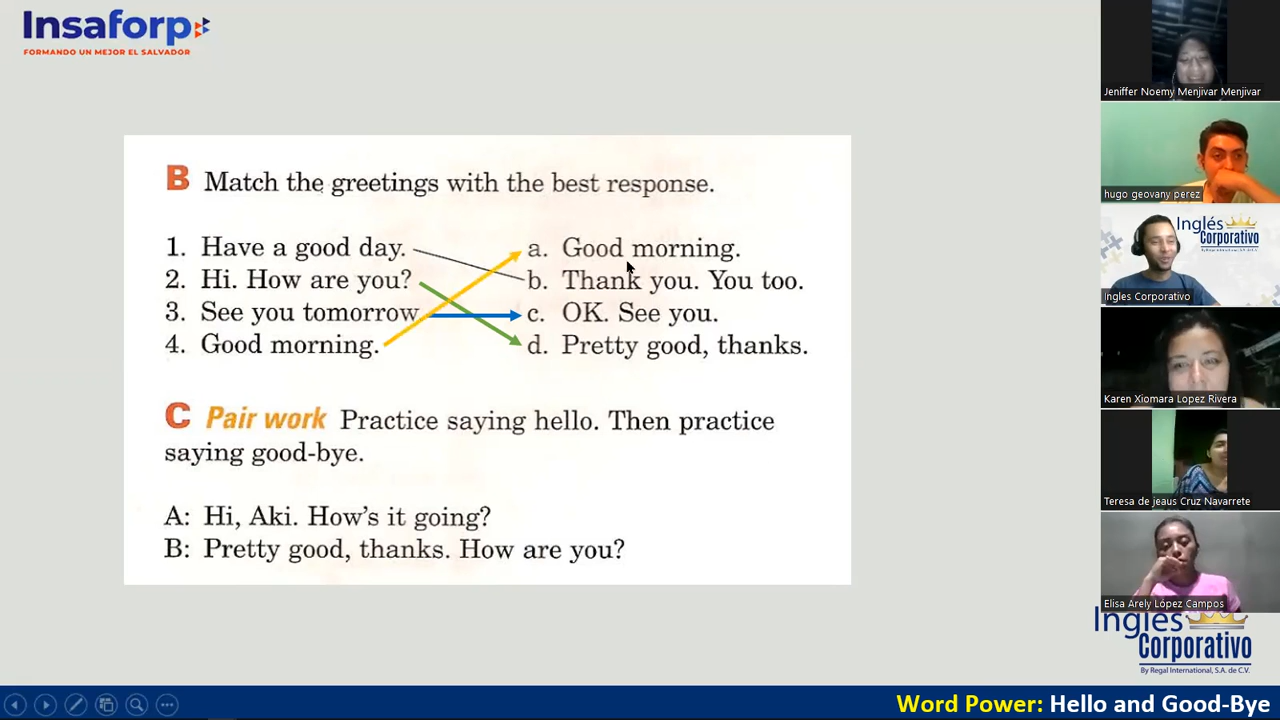 Insaforp
FORMANDO UN MEJOR EL SALVADOR
B Match the greetings with the best response.
1. Have a good day.
2. Hi. How are you?
3. See you tomorrow
4. Good morning.
a. Good morning.
b. Thank you. You too.
c. OK. See you.
d. Pretty good, thanks.
C Pair work Practice saying hello. Then practice
saying good-bye.
A: Hi, Aki. How's it going?
B: Pretty good, thanks. How are you?
Jeniffer Noemy Menjivar Menjivar
hugo geovany perez
Inglés
Corporativo
By Regal International, S.A. de C.V.
Ingles Corporativo
Karen Xiomara Lopez Rivera
Teresa de jeaus Cruz Navarrete
Elisa Arely López Campos
Inglés
Corporativo
By Regal International, S.A. de C.V.
Word Power: Hello and Good-Bye